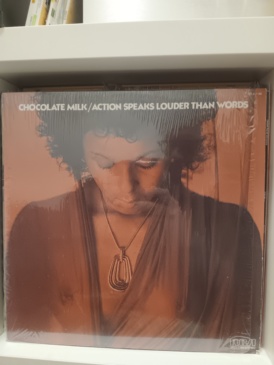 CHOCOLATE MILK/ACTION SPEAKS LOUDER THAN WORDS